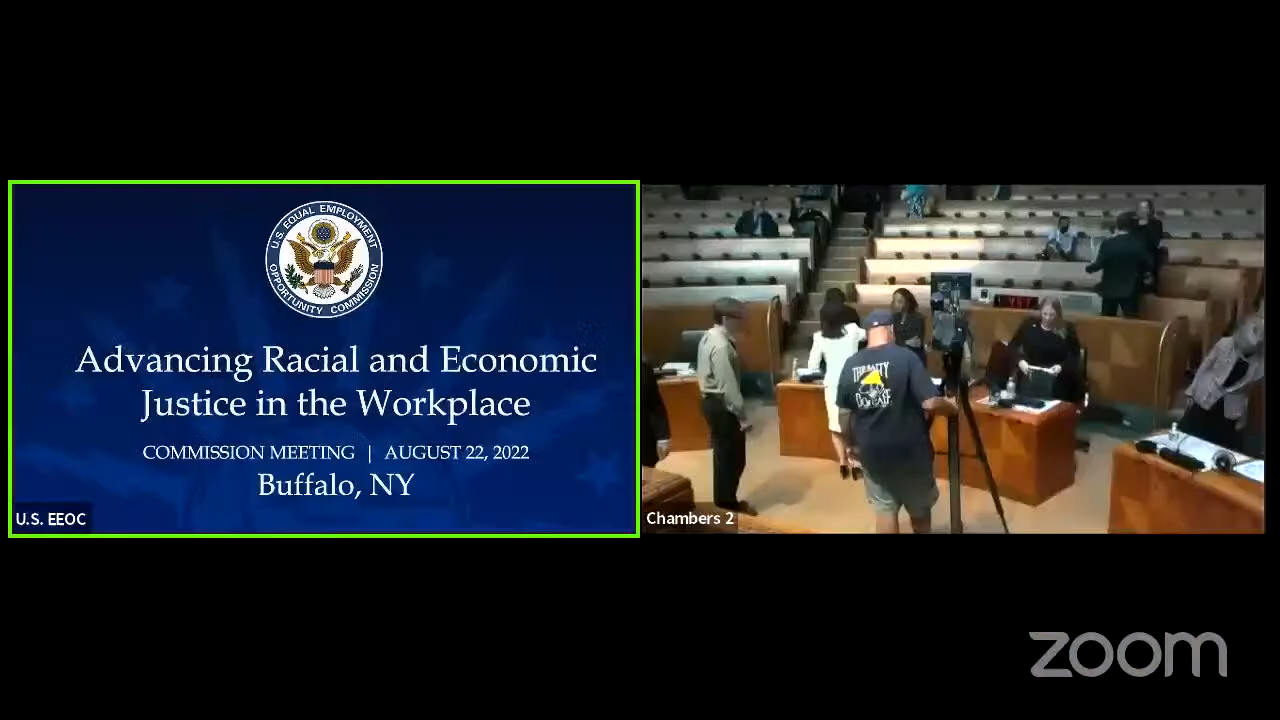 U.S. EQUAL EMPLOYMENT
OPPORTUNITY COMMISSION
Advancing Racial and Economic
Justice in the Workplace
COMMISSION MEETING | AUGUST 22, 2022
Buffalo, NY
U.S. EEOC
Chambers 2
zoom